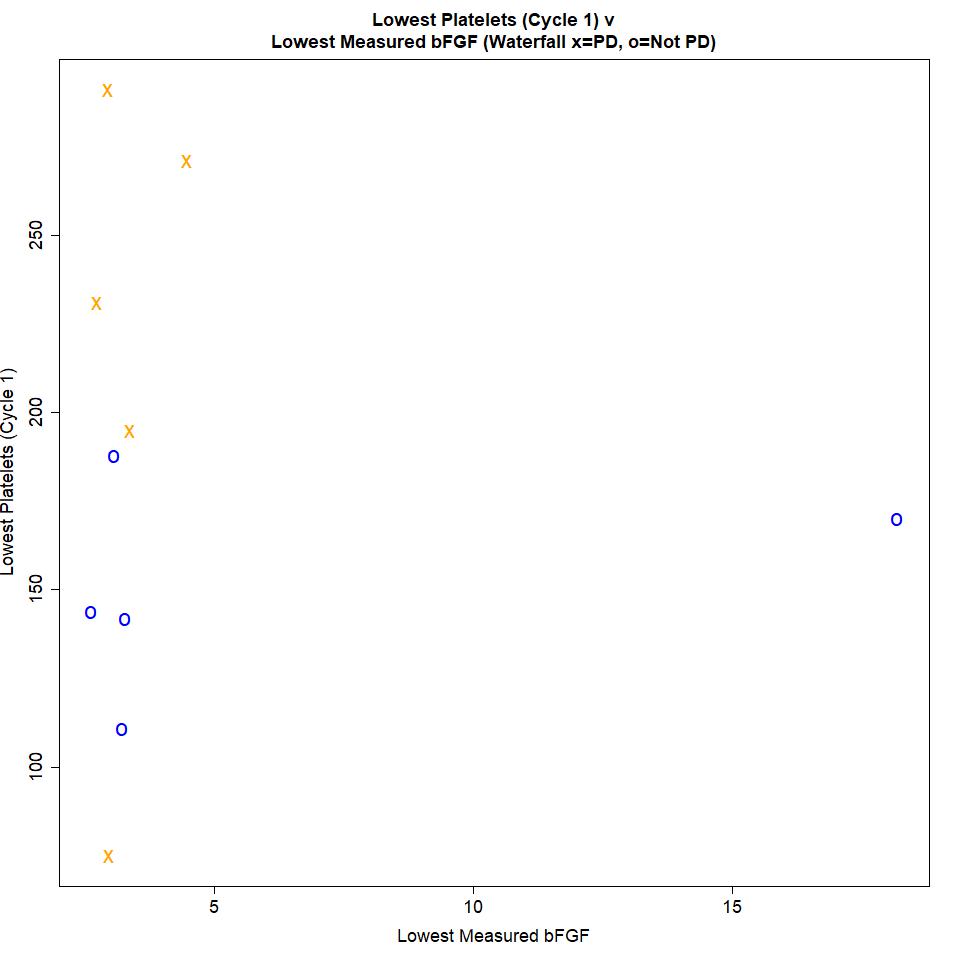 Lowest Platelets (Cycle 1) v
Lowest Measured bFGF (Waterfall x=PD, o=Not PD)
X
X
250
X
200
X
O
O
150
O
O
O
100
X
5 10 15
Lowest Measured bFGF
Lowest Platelets (Cycle 1)